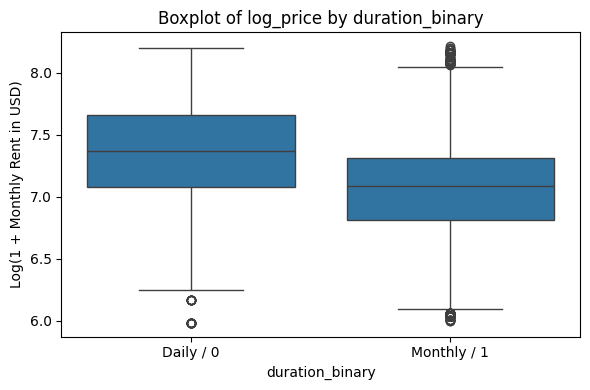 Boxplot of log_price by duration_binary
Log(1 + Monthly Rent in USD)
8.0
7.5
7.0
6.5
6.0
Daily / 0
Monthly / 1
duration_binary